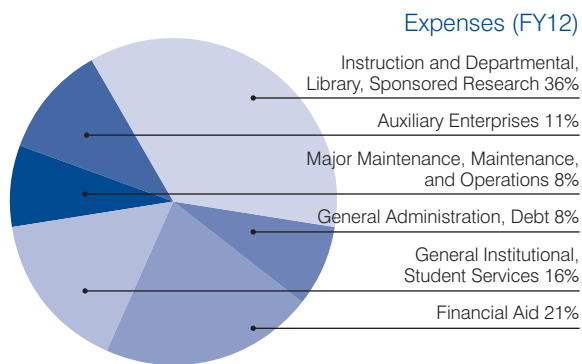 Expenses (FY12)
Instruction and Departmental,
Library, Sponsored Research 36%
Auxiliary Enterprises 11%
Major Maintenance, Maintenance,
and Operations 8%
General Administration, Debt 8%
General Institutional,
Student Services 16%
Financial Aid 21%